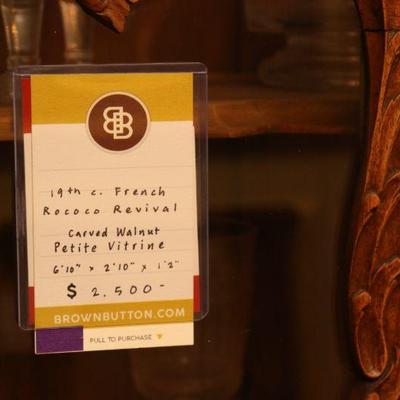 BB
19th c. French
Rococo Revival
Carved Walnut
Petite Vitrine
6'10" x 2'10" x 1'2"
$ 2,500-
BROWNBUTTON.COM
PULL TO PURCHASE